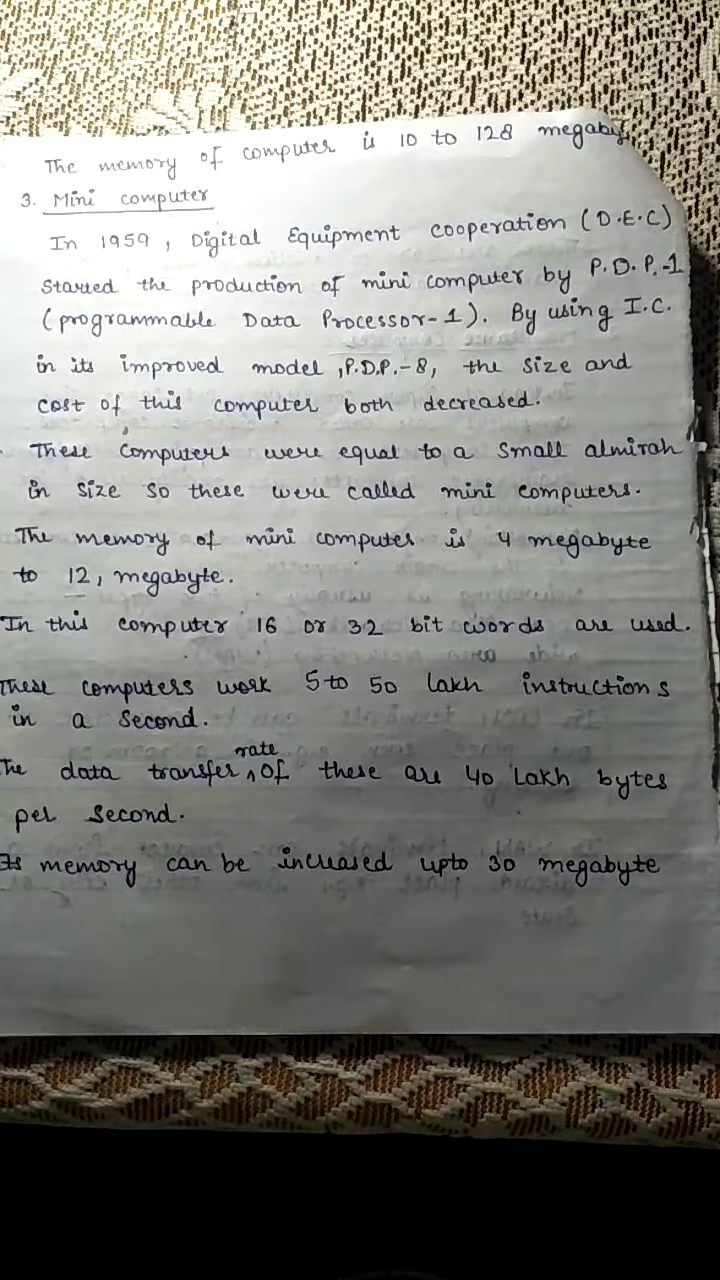 The memory of computer is 10 to 128 megaby
3. Mini computer
In 1959, Digital Equipment cooperation (D.E.C)
Started the production of mini computer by P.D.P.-1
(programmable Data Processor-1). By using I.C.
in its improved model ,P.D.P.-8, the size and
cost of this computer both decreased.
These computers were equal to a small almirah
in size so these were called mini computers.
The memory of mini computer is 4 megabyte
to 12, megabyte.
In this computer 16 or 32 bit words are used.
These computers work 5 to 50 lakh instructions
in a second.
The data transfer rate of these are 40 Lakh bytes
per second.
Its memory can be increased upto 30 megabyte